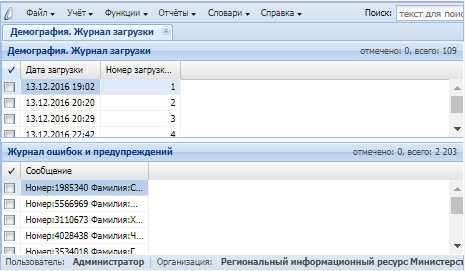 Файл Учёт Функции Отчёты Словари Справка Поиск: текст для поис
Демография. Журнал загрузки
Демография. Журнал загрузки отмечено: 0, всего: 109
Дата загрузки Номер загрузк...
13.12.2016 19:02 1
13.12.2016 20:20 2
13.12.2016 20:29 3
13.12.2016 22:42 4
Журнал ошибок и предупреждений отмечено: 0, всего: 2 203
Сообщение
Номер:1985340 Фамилия:С...
Номер:5566969 Фамилия:...
Номер:3110673 Фамилия:Х...
Номер:4028438 Фамилия:Ч...
Номер:3534018 Фамилия:Г
Пользователь: Администратор Организация: Региональный информационный ресурс Министерст